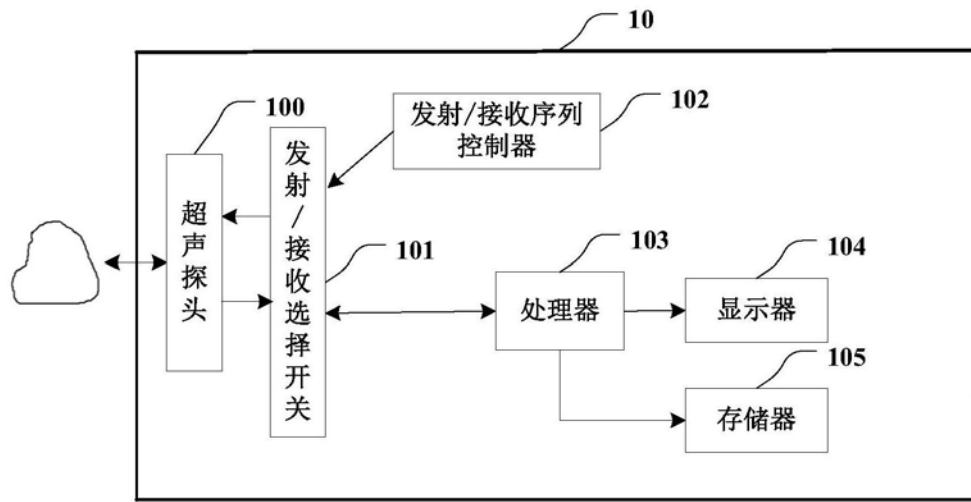 10
100
102
发射/接收序列
控制器
超声探头
发射/接收选择开关
101
103
处理器
104
显示器
105
存储器